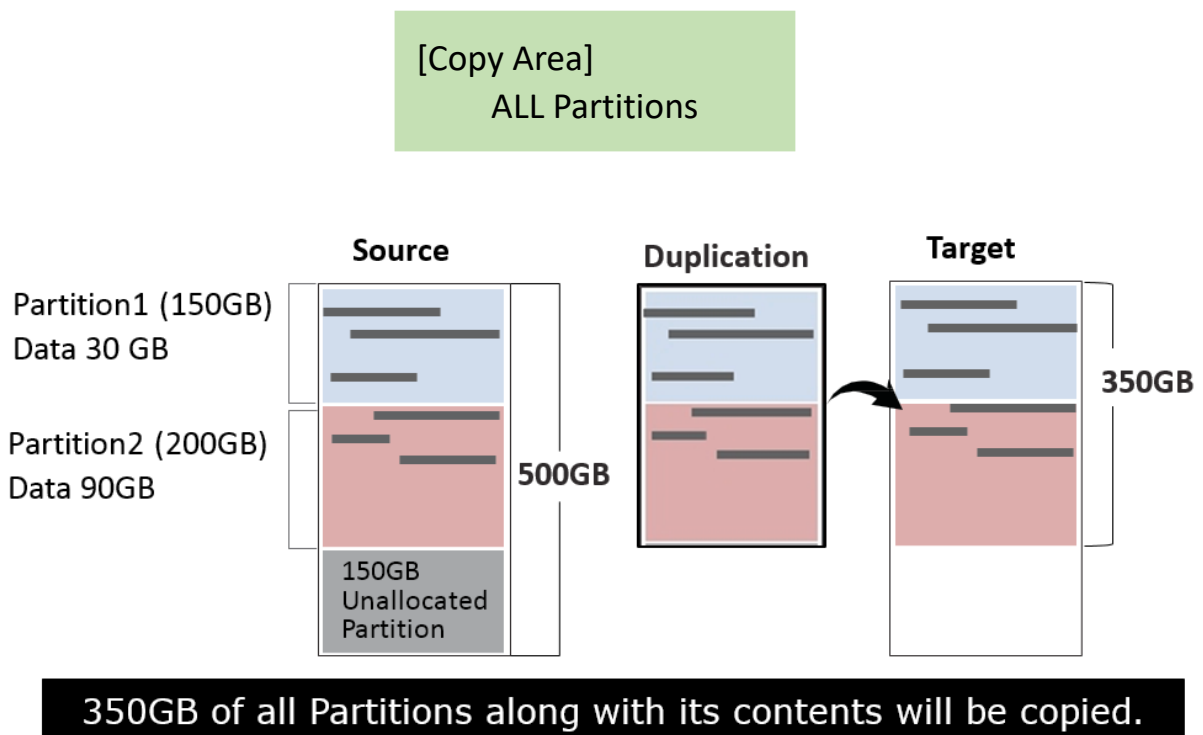 [Copy Area]
ALL Partitions
Source
Duplication
Target
Partition1 (150GB)
Data 30 GB
Partition2 (200GB)
Data 90GB
500GB
350GB
150GB
Unallocated
Partition
350GB of all Partitions along with its contents will be copied.